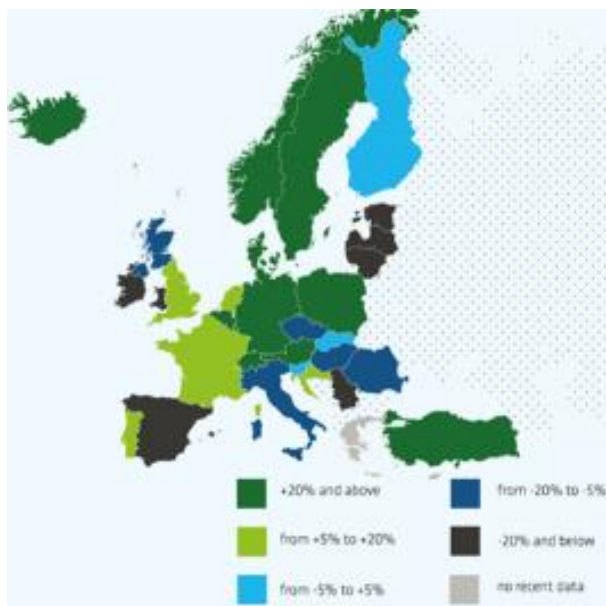 +20% and above
from -20% to -5%
from +5% to +20%
-20% and below
from -5% to +5%
no recent data